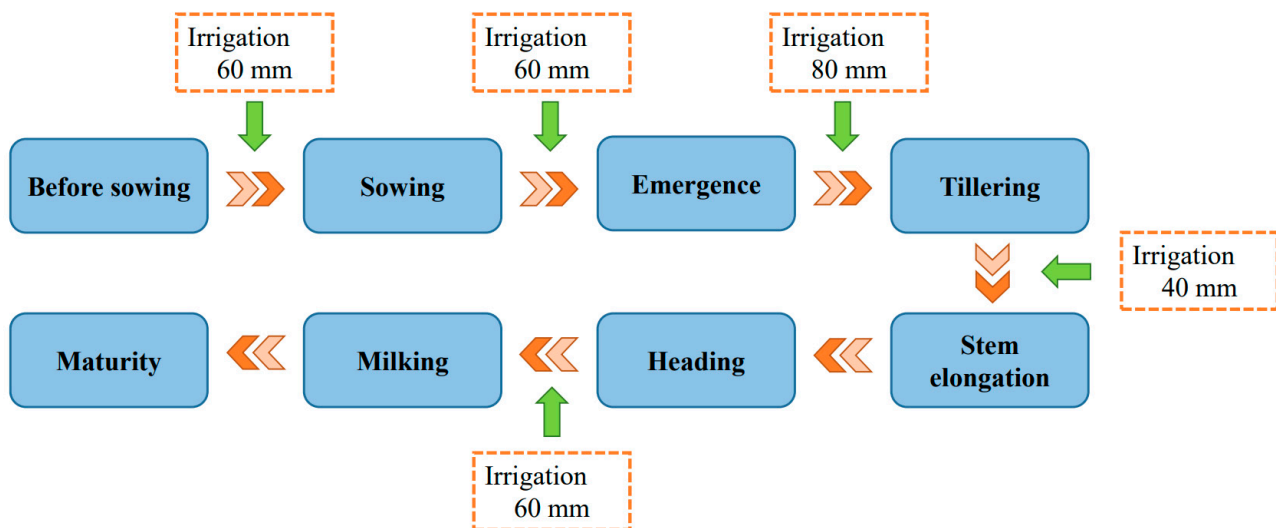 Irrigation
60 mm
Irrigation
60 mm
Irrigation
80 mm
Before sowing
Sowing
Emergence
Tillering
Irrigation
40 mm
Maturity
Milking
Heading
Stem
elongation
Irrigation
60 mm